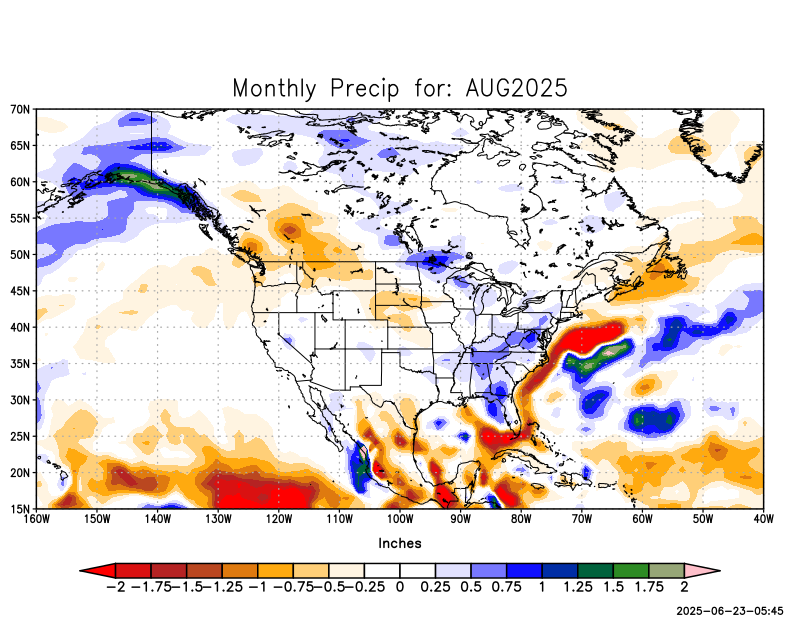 Monthly Precip for: AUG2025
70N
65N
60N
55N
50N
45N
40N
35N
30N
25N
20N
15N
160W 150W 140W 130W 120W 110W 100W 90W 80W 70W 60W 50W 40W
Inches
-2 -1.75 -1.5 -1.25 -1 -0.75 -0.5 -0.25 0 0.25 0.5 0.75 1 1.25 1.5 1.75 2
2025-06-23-05:45